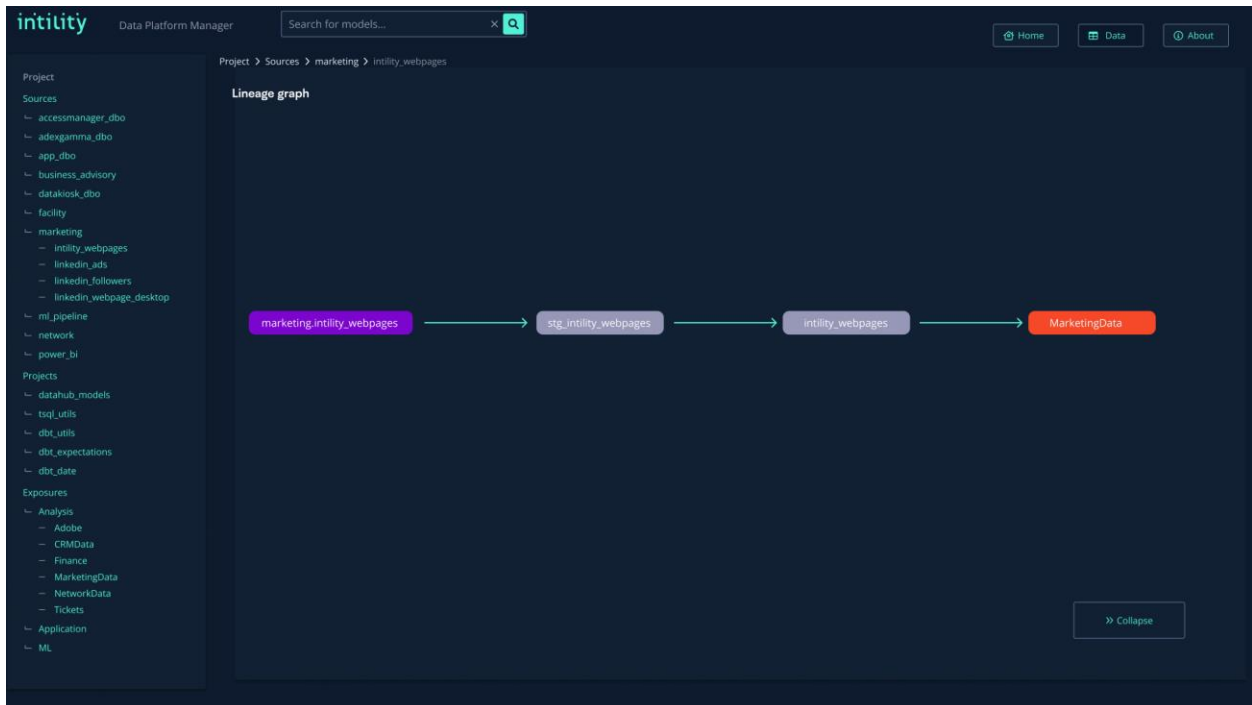 intility
Data Platform Manager
Search for models...
Home
Data
About
Project > Sources > marketing > intility_webpages
Project
Sources
accessmanager_dbo
adexgamma_dbo
app_dbo
business_advisory
datakiosk_dbo
facility
marketing
intility_webpages
linkedin_ads
linkedin_followers
linkedin_webpage_desktop
ml_pipeline
network
power_bi
Projects
datahub_models
tsql_utils
dbt_utils
dbt_expectations
dbt_date
Exposures
Analysis
Adobe
CRMData
Finance
MarketingData
NetworkData
Tickets
Application
ML
Lineage graph
marketing.intility_webpages
stg_intility_webpages
intility_webpages
MarketingData
Collapse